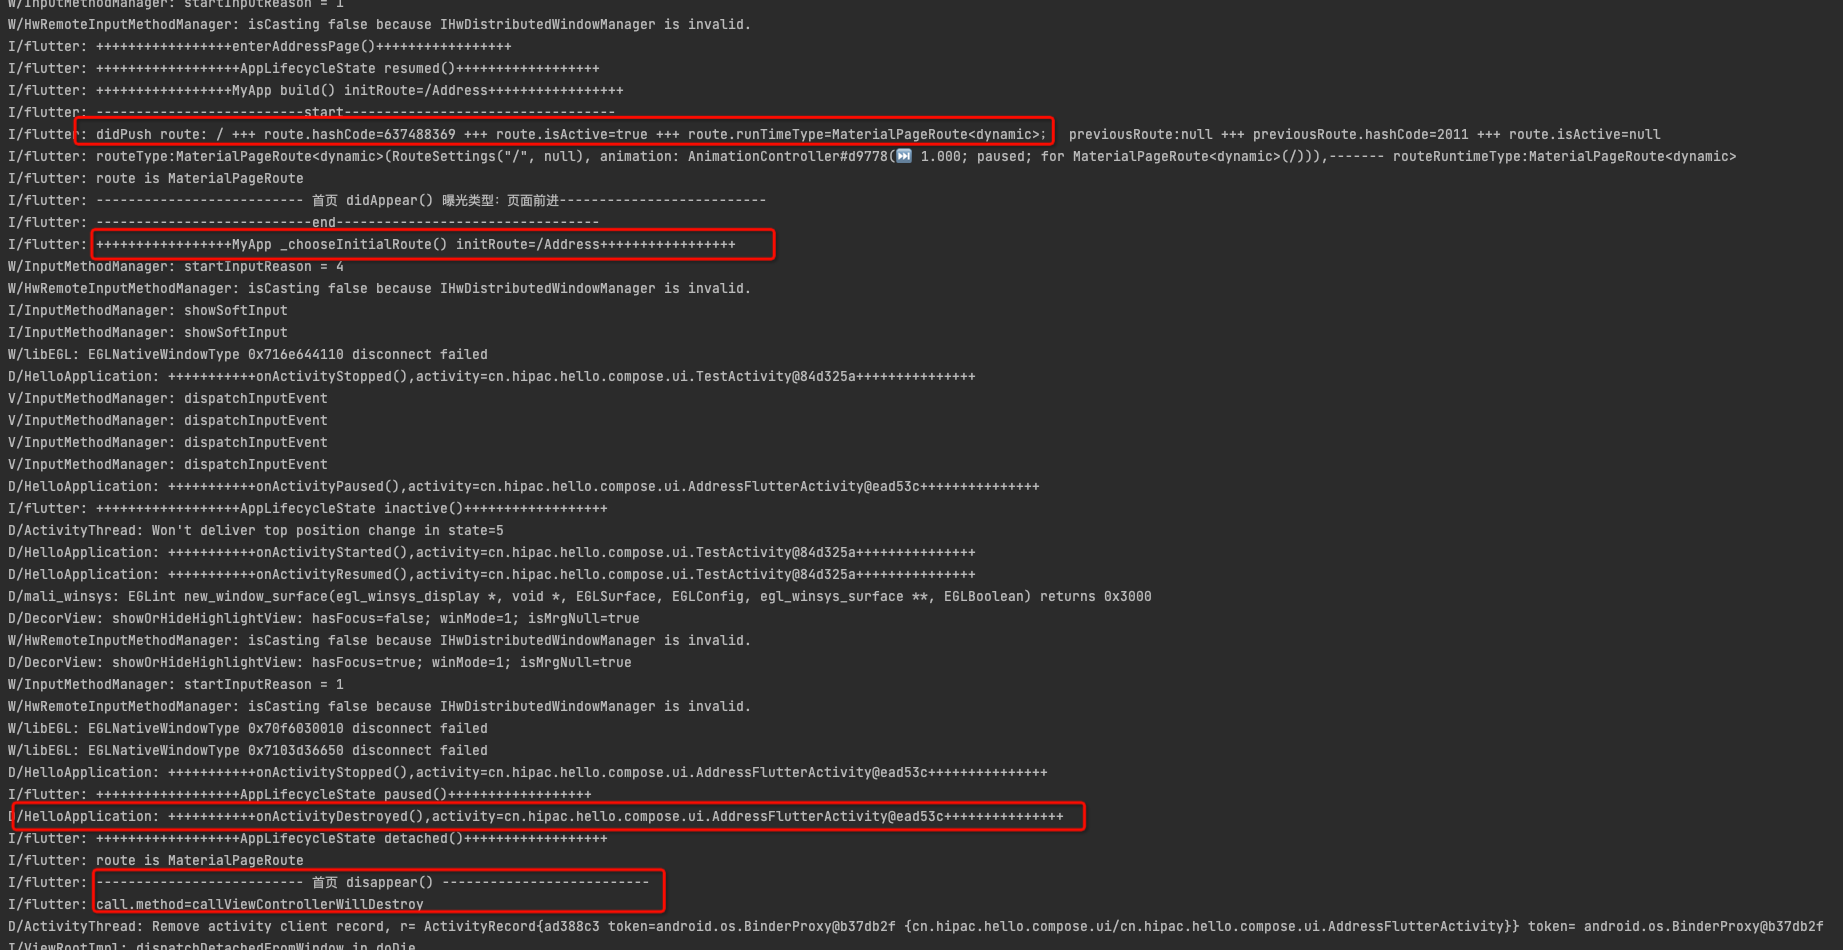 W/InputMethodManager: startInputReason = 1
W/HwRemoteInputMethodManager: isCasting false because IHwDistributedWindowManager is invalid.
I/flutter: +++++++++++++++++enterAddressPage()+++++++++++++++++
I/flutter: ++++++++++++++++++AppLifecycleState resumed()++++++++++++++++++
I/flutter: +++++++++++++++++MyApp build() initRoute=/Address+++++++++++++++++
I/flutter: --------------------------start----------------------------------
I/flutter: didPush route: / +++ route.hashCode=637488369 +++ route.isActive=true +++ route.runTimeType=MaterialPageRoute<dynamic>;   previousRoute:null +++ previousRoute.hashCode=2011 +++ route.isActive=null
I/flutter: routeType:MaterialPageRoute<dynamic>(RouteSettings("/", null), animation: AnimationController#d9778(⏭ 1.000; paused; for MaterialPageRoute<dynamic>(/))),------- routeRuntimeType:MaterialPageRoute<dynamic>
I/flutter: route is MaterialPageRoute
I/flutter: -------------------------- 首页 didAppear() 曝光类型: 页面前进--------------------------
I/flutter: ---------------------------end---------------------------------
I/flutter: +++++++++++++++++MyApp _chooseInitialRoute() initRoute=/Address+++++++++++++++++
W/InputMethodManager: startInputReason = 4
W/HwRemoteInputMethodManager: isCasting false because IHwDistributedWindowManager is invalid.
I/InputMethodManager: showSoftInput
I/InputMethodManager: showSoftInput
W/libEGL: EGLNativeWindowType 0x716e644110 disconnect failed
D/HelloApplication: +++++++++++onActivityStopped(),activity=cn.hipac.hello.compose.ui.TestActivity@84d325a+++++++++++++++
V/InputMethodManager: dispatchInputEvent
V/InputMethodManager: dispatchInputEvent
V/InputMethodManager: dispatchInputEvent
V/InputMethodManager: dispatchInputEvent
D/HelloApplication: +++++++++++onActivityPaused(),activity=cn.hipac.hello.compose.ui.AddressFlutterActivity@ead53c+++++++++++++++
I/flutter: ++++++++++++++++++AppLifecycleState inactive()++++++++++++++++++
D/ActivityThread: Won't deliver top position change in state=5
D/HelloApplication: +++++++++++onActivityStarted(),activity=cn.hipac.hello.compose.ui.TestActivity@84d325a+++++++++++++++
D/HelloApplication: +++++++++++onActivityResumed(),activity=cn.hipac.hello.compose.ui.TestActivity@84d325a+++++++++++++++
D/mali_winsys: EGLint new_window_surface(egl_winsys_display *, void *, EGLSurface, EGLConfig, egl_winsys_surface **, EGLBoolean) returns 0x3000
D/DecorView: showOrHideHighlightView: hasFocus=false; winMode=1; isMrgNull=true
W/HwRemoteInputMethodManager: isCasting false because IHwDistributedWindowManager is invalid.
D/DecorView: showOrHideHighlightView: hasFocus=true; winMode=1; isMrgNull=true
W/InputMethodManager: startInputReason = 1
W/HwRemoteInputMethodManager: isCasting false because IHwDistributedWindowManager is invalid.
W/libEGL: EGLNativeWindowType 0x70f6030010 disconnect failed
W/libEGL: EGLNativeWindowType 0x7103d36650 disconnect failed
D/HelloApplication: +++++++++++onActivityStopped(),activity=cn.hipac.hello.compose.ui.AddressFlutterActivity@ead53c+++++++++++++++
I/flutter: ++++++++++++++++++AppLifecycleState paused()++++++++++++++++++
D/HelloApplication: +++++++++++onActivityDestroyed(),activity=cn.hipac.hello.compose.ui.AddressFlutterActivity@ead53c+++++++++++++++
I/flutter: ++++++++++++++++++AppLifecycleState detached()++++++++++++++++++
I/flutter: route is MaterialPageRoute
I/flutter: -------------------------- 首页 disappear() --------------------------
I/flutter: call.method=callViewControllerWillDestroy
D/ActivityThread: Remove activity client record, r= ActivityRecord{ad388c3 token=android.os.BinderProxy@b37db2f {cn.hipac.hello.compose.ui/cn.hipac.hello.compose.ui.AddressFlutterActivity}} token= android.os.BinderProxy@b37db2f
I/ViewRootImpl: dispatchDetachedFromWindow in doDie